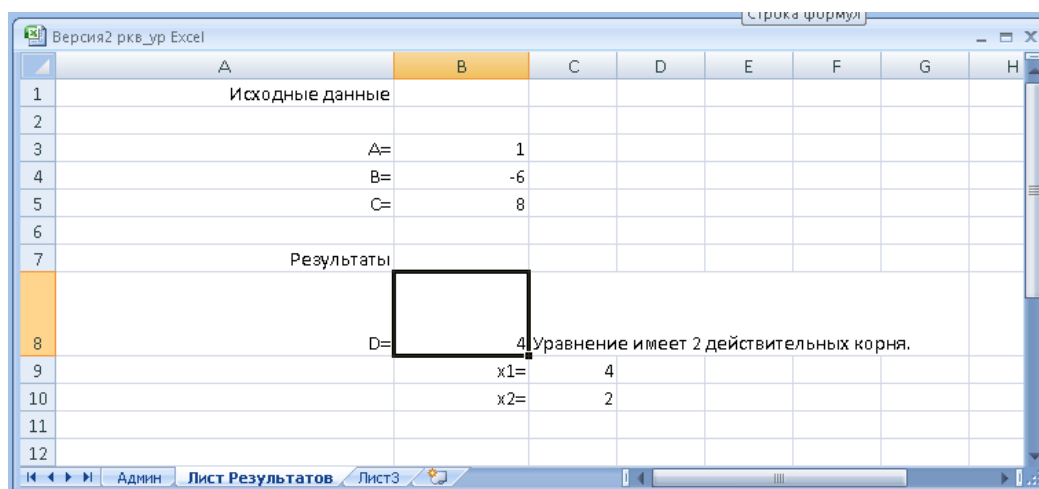 Строка формул
Версия2 ркв_ур Excel
A B C D E F G H
1 Исходные данные
2
3 A= 1
4 B= -6
5 C= 8
6
7 Результаты
8 D= 4 Уравнение имеет 2 действительных корня.
9 x1= 4
10 x2= 2
11
12
Админ Лист Результатов Лист3